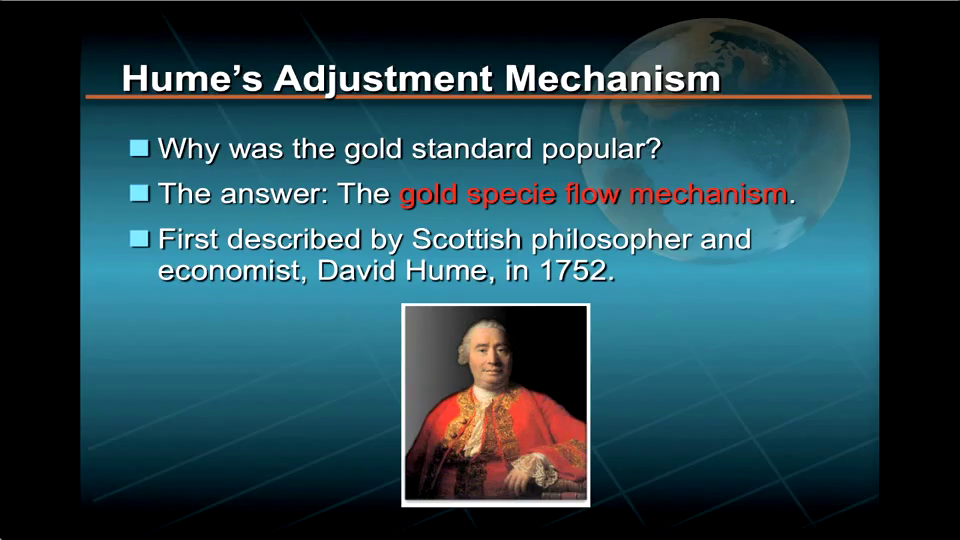 Hume's Adjustment Mechanism
Why was the gold standard popular?
The answer: The gold specie flow mechanism.
First described by Scottish philosopher and
economist, David Hume, in 1752.